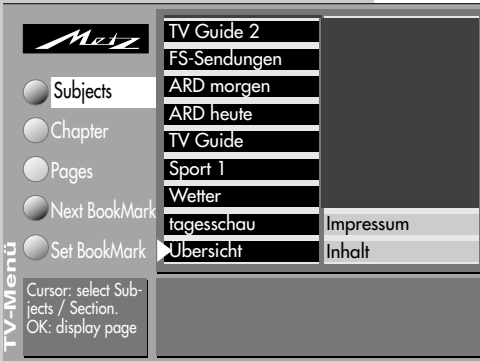 Metz
Subjects
Chapter
Pages
Next BookMark
Set BookMark
TV Guide 2
FS-Sendungen
ARD morgen
ARD heute
TV Guide
Sport 1
Wetter
tagesschau
Übersicht
Impressum
Inhalt
TV-Menü
Cursor: select Sub-
jects / Section.
OK: display page